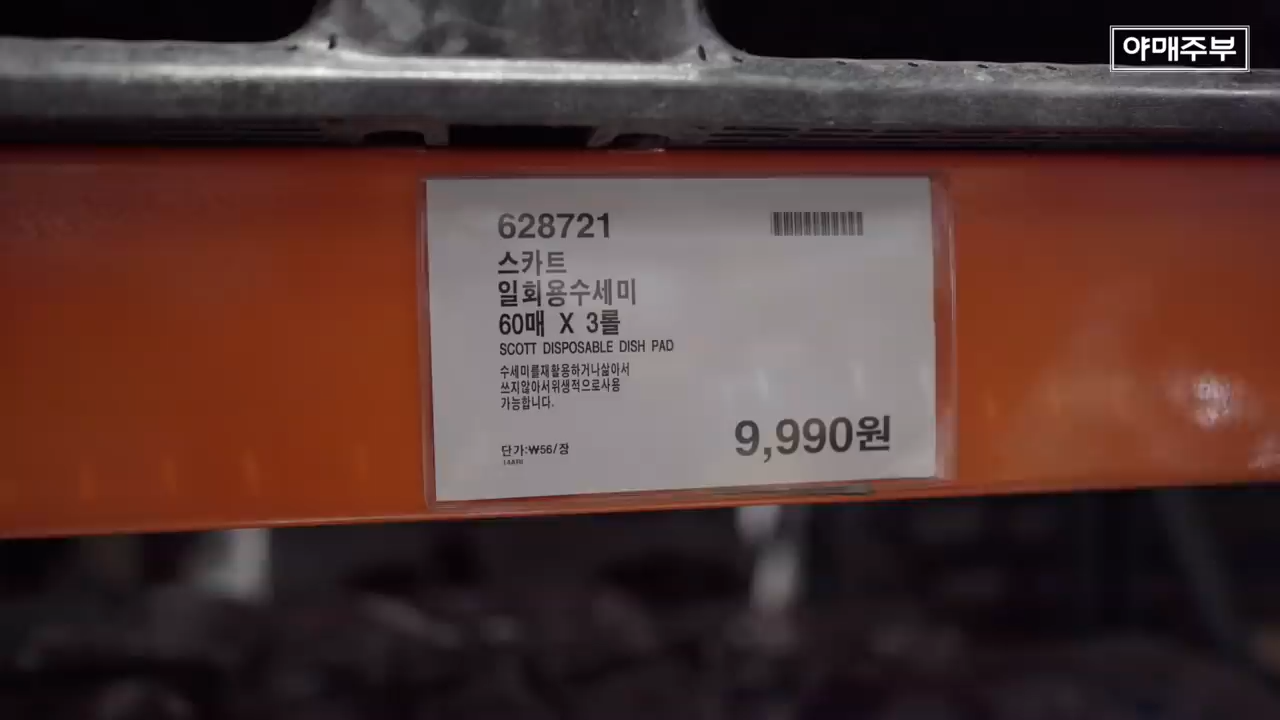 야매주부
628721
스카트
일회용수세미
60매 X 3롤
SCOTT DISPOSABLE DISH PAD
수세미를재활용하거나삶아서
쓰지않아서위생적으로사용
가능합니다.
9,990원
단가:₩56/장